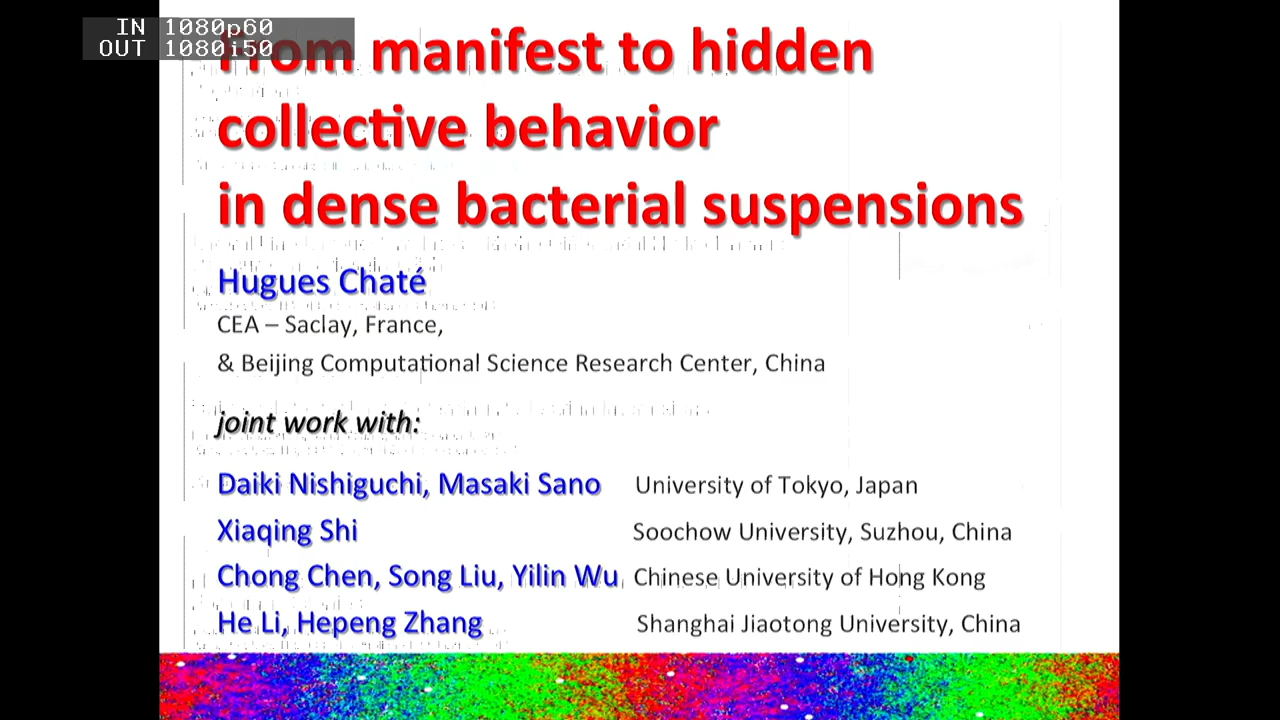 IN 1080p60
OUT 1080i50
From manifest to hidden
collective behavior
in dense bacterial suspensions
Hugues Chaté
CEA – Saclay, France,
& Beijing Computational Science Research Center, China
joint work with:
Daiki Nishiguchi, Masaki Sano University of Tokyo, Japan
Xiaqing Shi Soochow University, Suzhou, China
Chong Chen, Song Liu, Yilin Wu Chinese University of Hong Kong
He Li, Hepeng Zhang Shanghai Jiaotong University, China